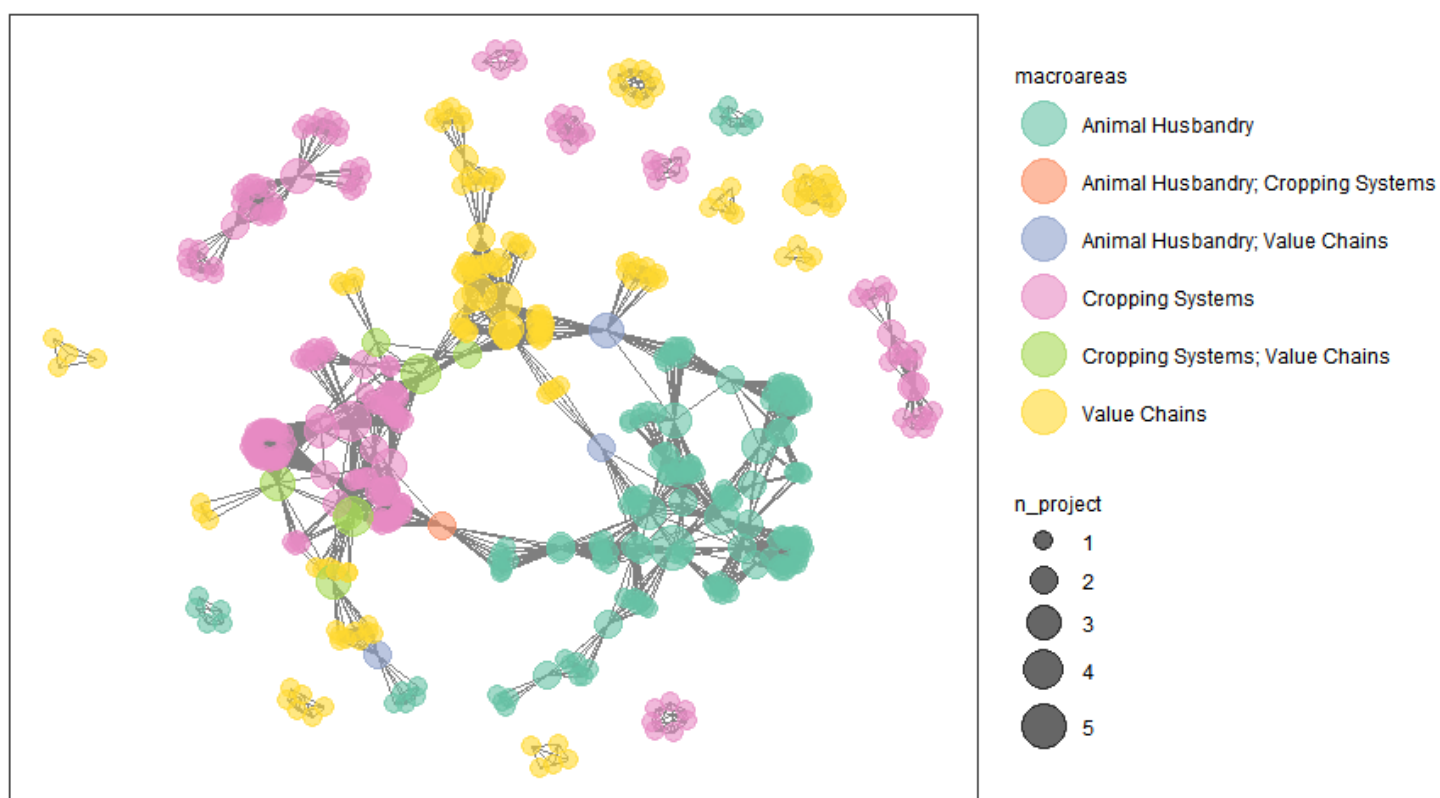 macroareas
Animal Husbandry
Animal Husbandry; Cropping Systems
Animal Husbandry; Value Chains
Cropping Systems
Cropping Systems; Value Chains
Value Chains
n_project
1
2
3
4
5